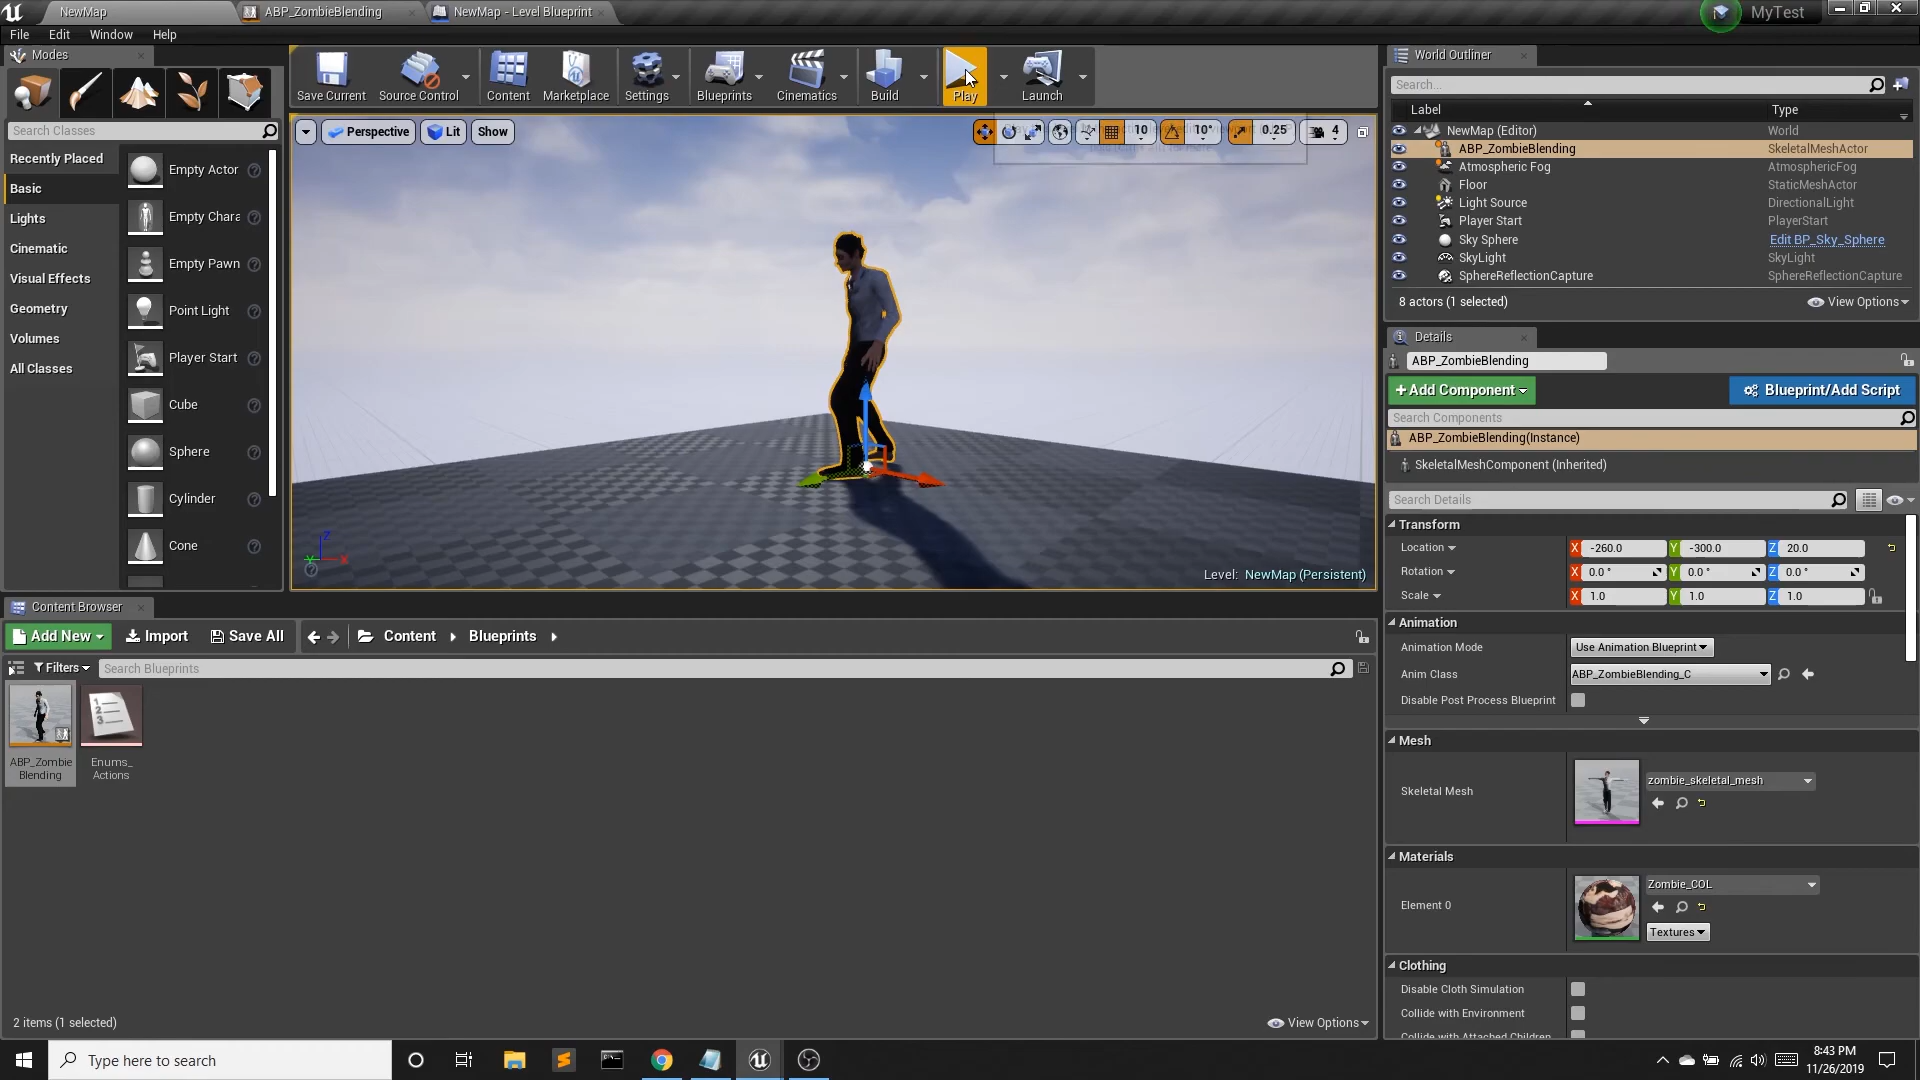 NewMap
ABP_ZombieBlending
NewMap - Level Blueprint
MyTest
File Edit Window Help
Modes
Search Classes
Recently Placed
Basic
Lights
Cinematic
Visual Effects
Geometry
Volumes
All Classes
Empty Actor
Empty Chara
Empty Pawn
Point Light
Player Start
Cube
Sphere
Cylinder
Cone
Save Current
Source Control
Content
Marketplace
Settings
Blueprints
Cinematics
Build
Play
Launch
Perspective Lit Show
10 10° 0.25 4
Z
X
Level: NewMap (Persistent)
World Outliner
Search...
Label Type
NewMap (Editor) World
ABP_ZombieBlending SkeletalMeshActor
Atmospheric Fog AtmosphericFog
Floor StaticMeshActor
Light Source DirectionalLight
Player Start PlayerStart
Sky Sphere Edit BP_Sky_Sphere
SkyLight SkyLight
SphereReflectionCapture SphereReflectionCapture
8 actors (1 selected) View Options
Details
ABP_ZombieBlending
+Add Component Blueprint/Add Script
Search Components
ABP_ZombieBlending(Instance)
SkeletalMeshComponent (Inherited)
Search Details
Transform
Location X -260.0 Y -300.0 Z 20.0
Rotation X 0.0 ° Y 0.0 ° Z 0.0 °
Scale X 1.0 Y 1.0 Z 1.0
Animation
Animation Mode Use Animation Blueprint
Anim Class ABP_ZombieBlending_C
Disable Post Process Blueprint
Mesh
Skeletal Mesh zombie_skeletal_mesh
Materials
Element 0 Zombie_COL
Textures
Clothing
Disable Cloth Simulation
Collide with Environment
Collide with Attached Children
Content Browser
Add New Import Save All Content Blueprints
Filters Search Blueprints
ABP_Zombie
Blending
Enums_
Actions
1
2
3
2 items (1 selected) View Options
Type here to search
8:43 PM
11/26/2019